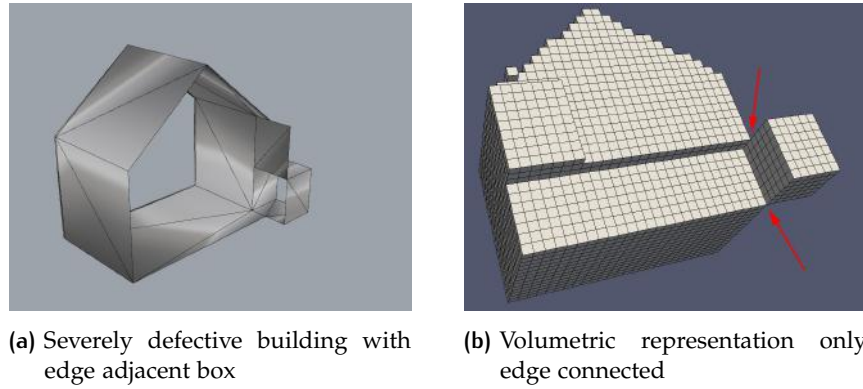 (a) Severely defective building with
edge adjacent box
(b) Volumetric representation only
edge connected